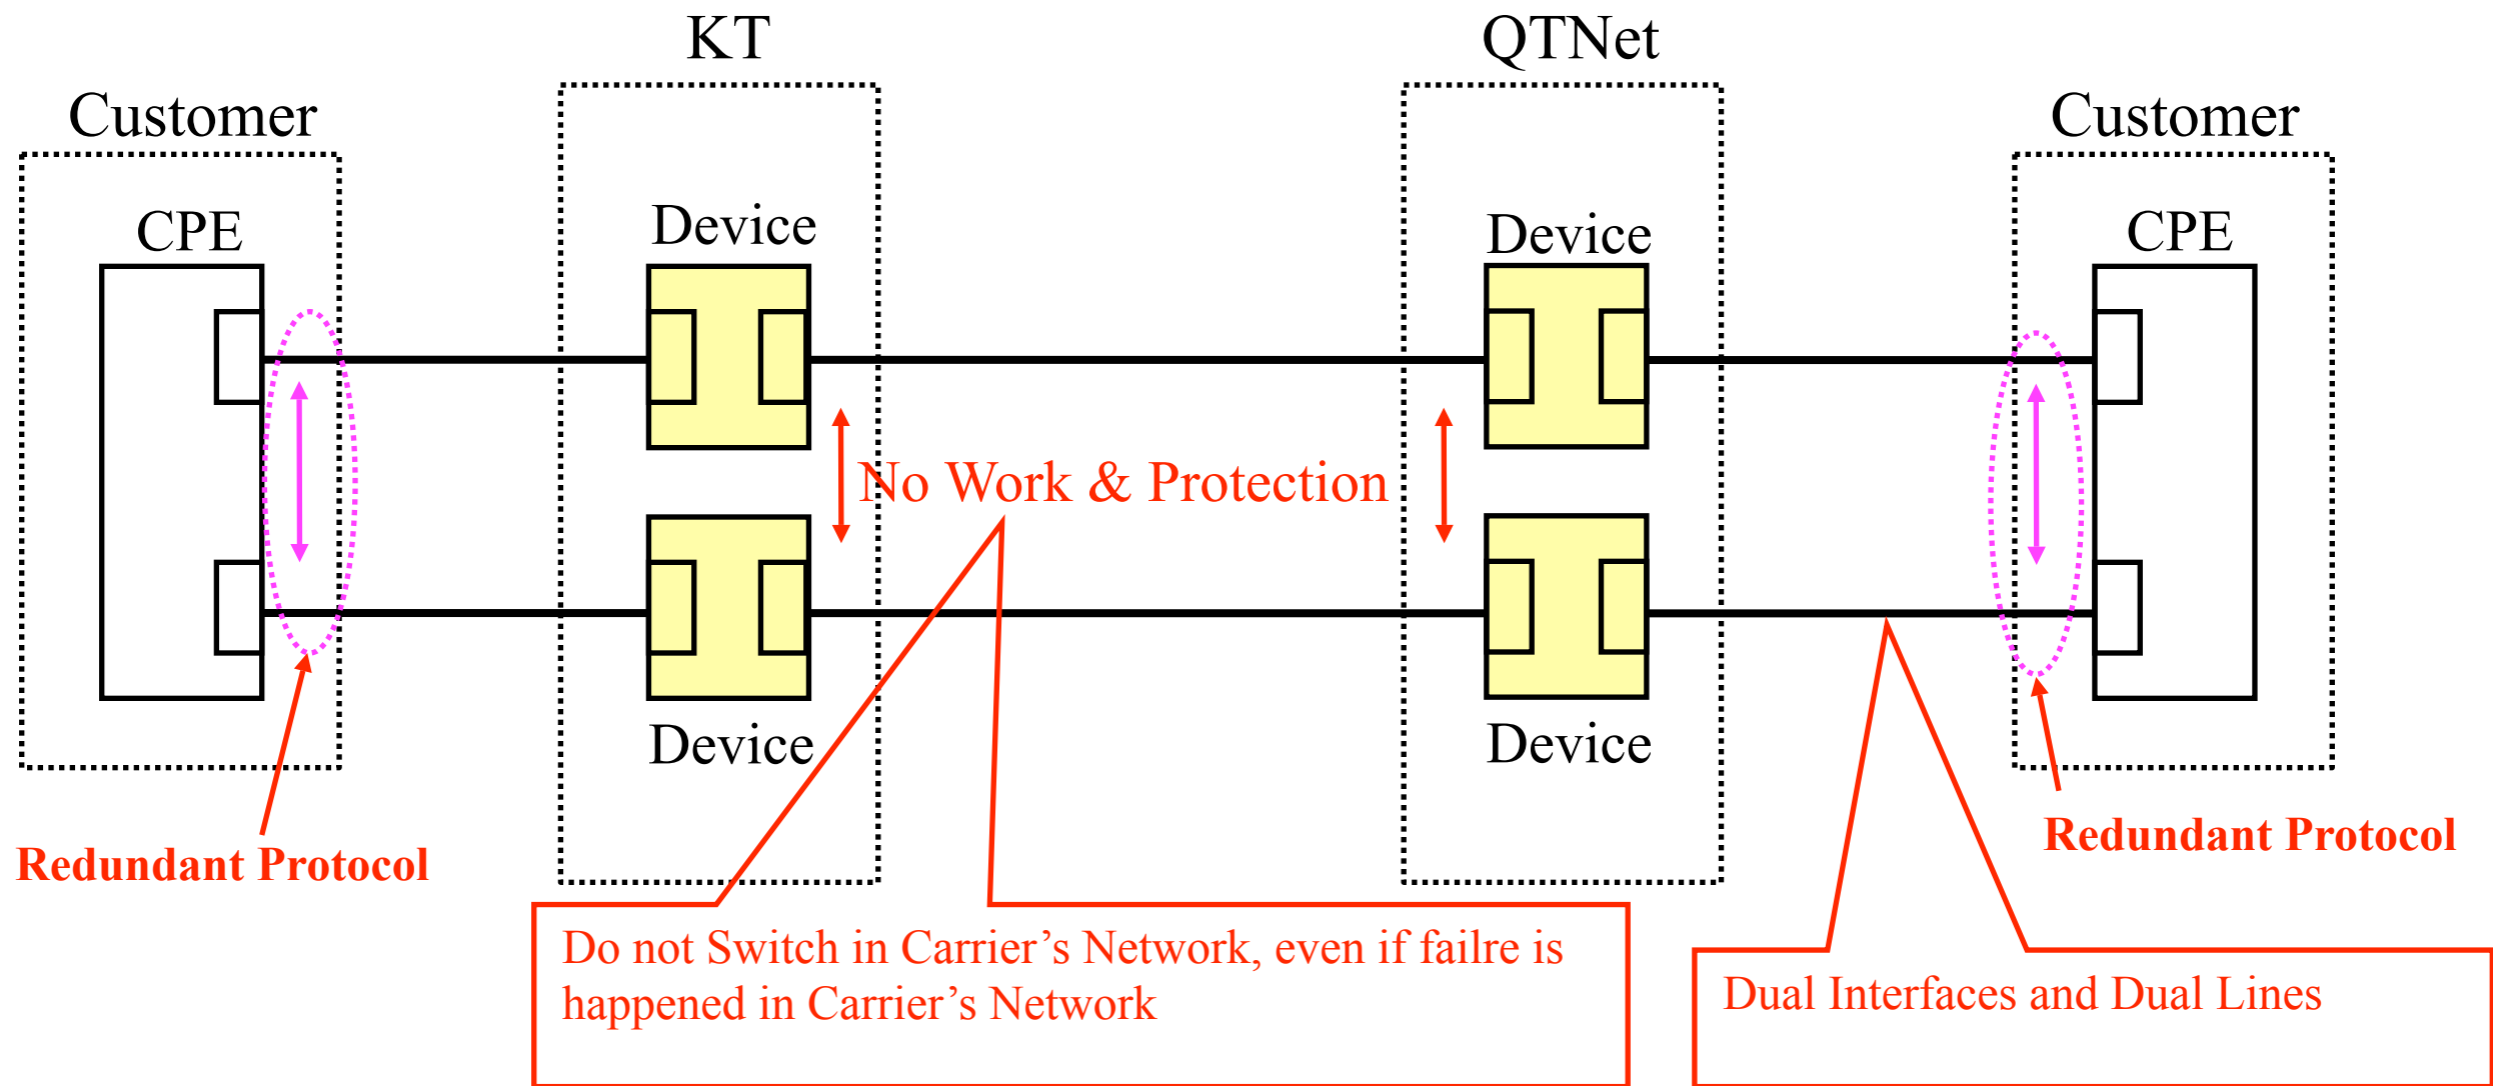 KT
QTNet
Customer
Customer
CPE
Device
Device
CPE
No Work & Protection
Device
Device
Redundant Protocol
Redundant Protocol
Do not Switch in Carrier’s Network, even if failre is
happened in Carrier’s Network
Dual Interfaces and Dual Lines